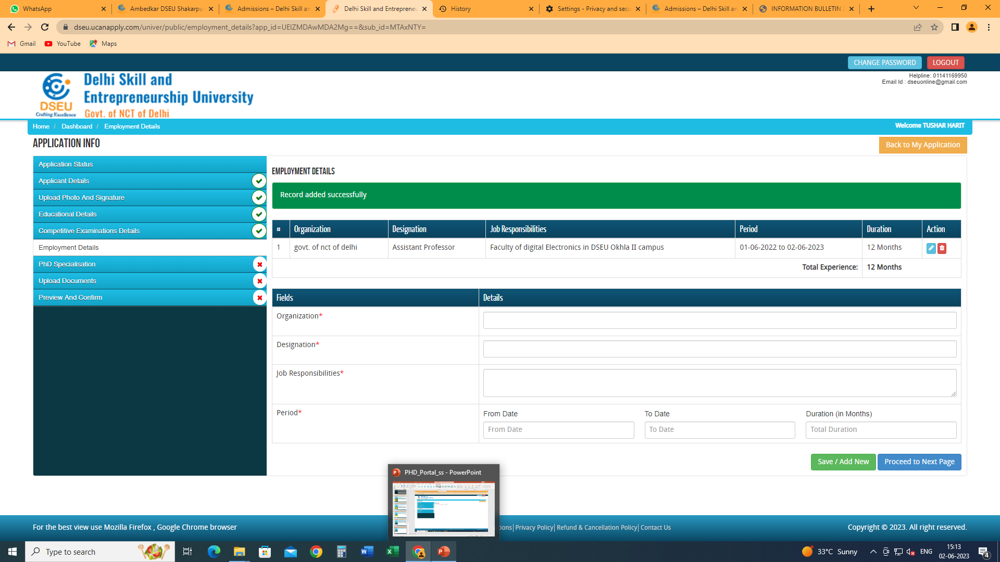 WhatsApp
Ambedkar DSEU Shakarpu
Admissions – Delhi Skill an
Delhi Skill and Entrepreneu
History
Settings - Privacy and secu
Admissions – Delhi Skill an
INFORMATION BULLETIN 2
dseu.ucanapply.com/univer/public/employment_details?app_id=UElZMDAwMDA2Mg==&sub_id=MTAxNTY=
Gmail
YouTube
Maps
CHANGE PASSWORD
LOGOUT
Helpline: 01141169950
Email Id : dseuonline@gmail.com
DSEU
Crafting Excellence
Delhi Skill and
Entrepreneurship University
Govt. of NCT of Delhi
Home / Dashboard / Employment Details
Welcome TUSHAR HARIT
APPLICATION INFO
Back to My Application
Application Status
Applicant Details
Upload Photo And Signature
Educational Details
Competitive Examinations Details
Employment Details
PhD Specialisation
Upload Documents
Preview And Confirm
EMPLOYMENT DETAILS
Record added successfully
# Organization Designation Job Responsibilities Period Duration Action
1 govt. of nct of delhi Assistant Professor Faculty of digital Electronics in DSEU Okhla II campus 01-06-2022 to 02-06-2023 12 Months
Total Experience: 12 Months
Fields Details
Organization*
Designation*
Job Responsibilities*
Period*
From Date To Date Duration (in Months)
From Date To Date Total Duration
Save / Add New
Proceed to Next Page
PHD_Portal_ss - PowerPoint
For the best view use Mozilla Firefox , Google Chrome browser
ions| Privacy Policy| Refund & Cancellation Policy| Contact Us
Copyright © 2023. All right reserved.
Type to search
33°C Sunny
ENG
15:13
02-06-2023
4